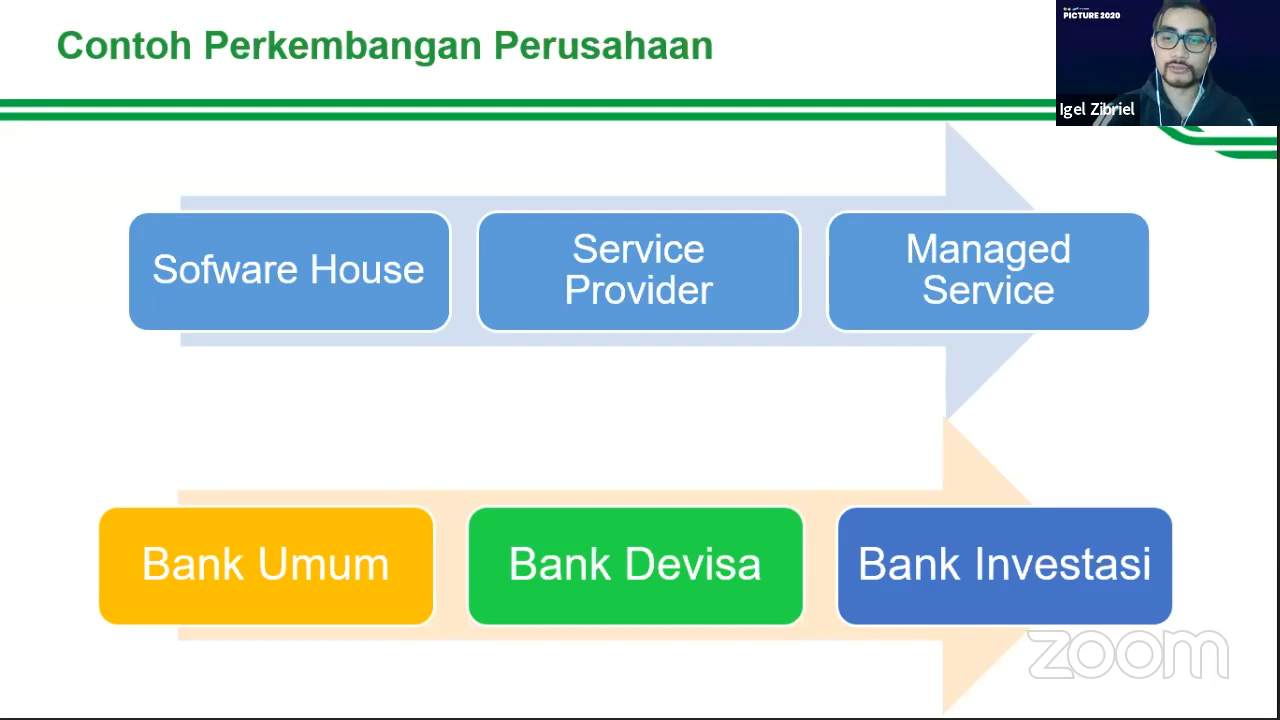 Contoh Perkembangan Perusahaan
PICTURE 2020
Igel Zibriel
Sofware House
Service
Provider
Managed
Service
Bank Umum
Bank Devisa
Bank Investasi
zoom